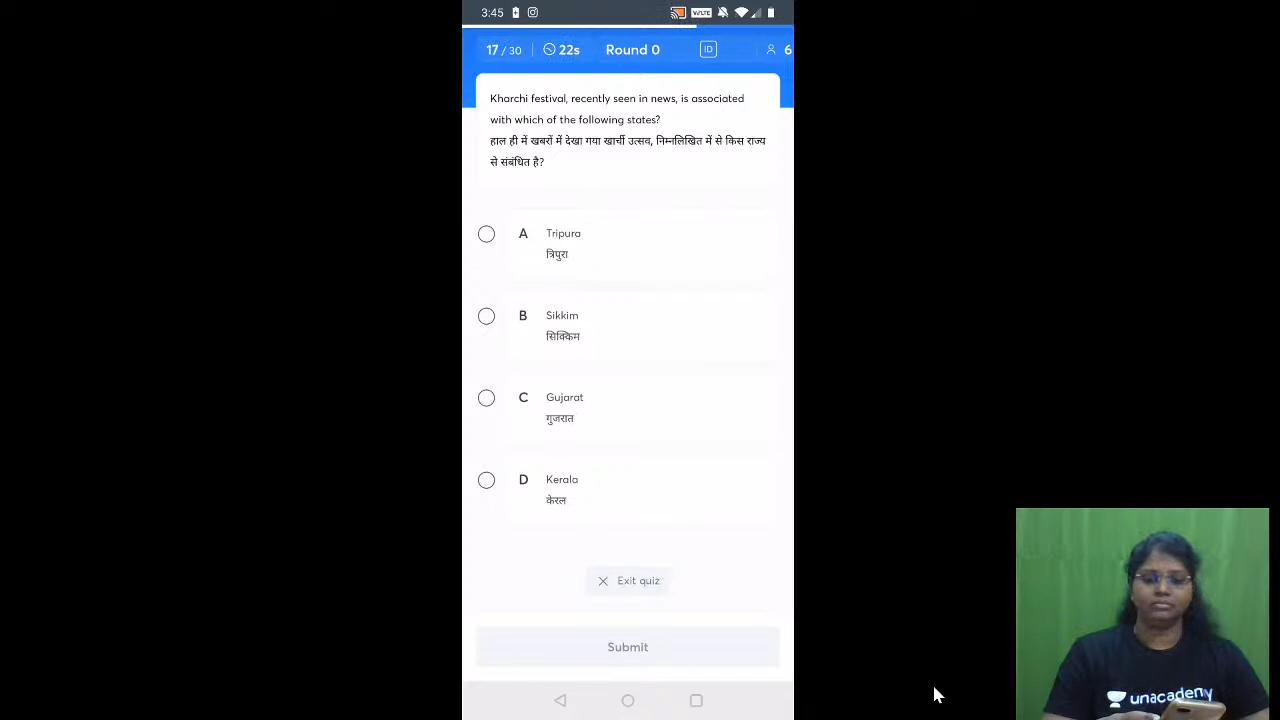 3:45
VoLTE
17 / 30
22s
Round 0
ID
6
Kharchi festival, recently seen in news, is associated
with which of the following states?
हाल ही में खबरों में देखा गया खार्ची उत्सव, निम्नलिखित में से किस राज्य
से संबंधित है?
A Tripura
त्रिपुरा
B Sikkim
सिक्किम
C Gujarat
गुजरात
D Kerala
केरल
Exit quiz
Submit
unacademy